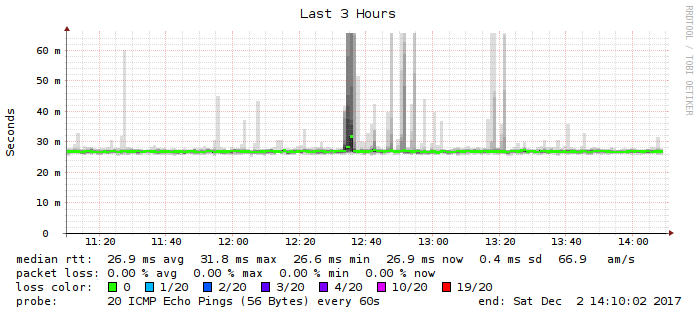 Last 3 Hours
RRDTOOL / TOBI OETIKER
Seconds
60 m
50 m
40 m
30 m
20 m
10 m
0
11:20 11:40 12:00 12:20 12:40 13:00 13:20 13:40 14:00
median rtt: 26.9 ms avg 31.8 ms max 26.6 ms min 26.9 ms now 0.4 ms sd 66.9 am/s
packet loss: 0.00 % avg 0.00 % max 0.00 % min 0.00 % now
loss color: 0 1/20 2/20 3/20 4/20 10/20 19/20
probe: 20 ICMP Echo Pings (56 Bytes) every 60s end: Sat Dec 2 14:10:02 2017